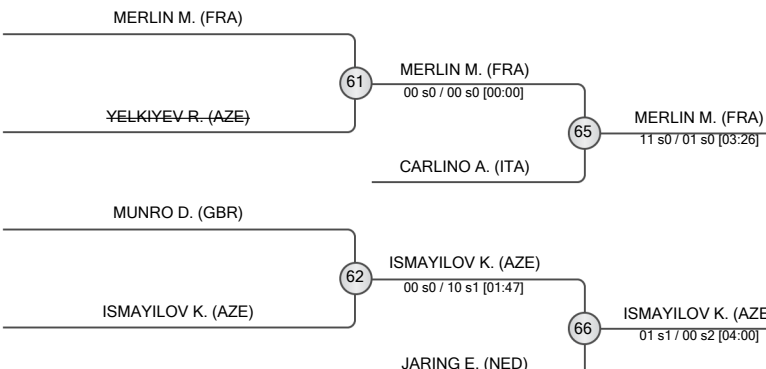 MERLIN M. (FRA)
61
MERLIN M. (FRA)
00 s0 / 00 s0 [00:00]
YELKIYEV R. (AZE)
65
MERLIN M. (FRA)
11 s0 / 01 s0 [03:26]
CARLINO A. (ITA)
MUNRO D. (GBR)
62
ISMAYILOV K. (AZE)
00 s0 / 10 s1 [01:47]
ISMAYILOV K. (AZE)
66
ISMAYILOV K. (AZE
01 s1 / 00 s2 [04:00]
JARING E. (NED)